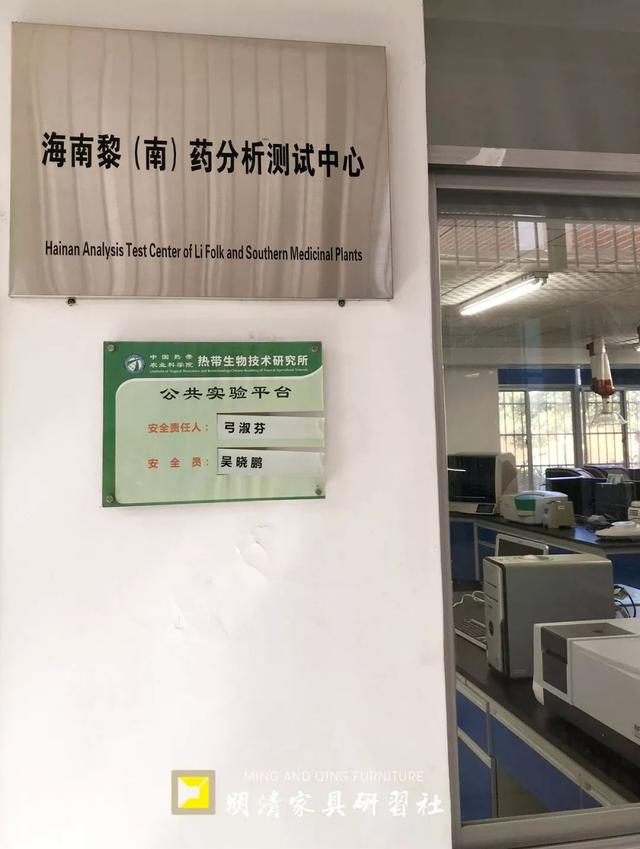 海南黎（南）药分析测试中心
Hainan Analysis Test Center of Li Folk and Southern Medicinal Plants
中国热带
农业科学院 热带生物技术研究所
公共实验平台
安全责任人： 弓淑芬
安 全 员： 吴晓鹏
MING AND QING FURNITURE
明清家具研習社